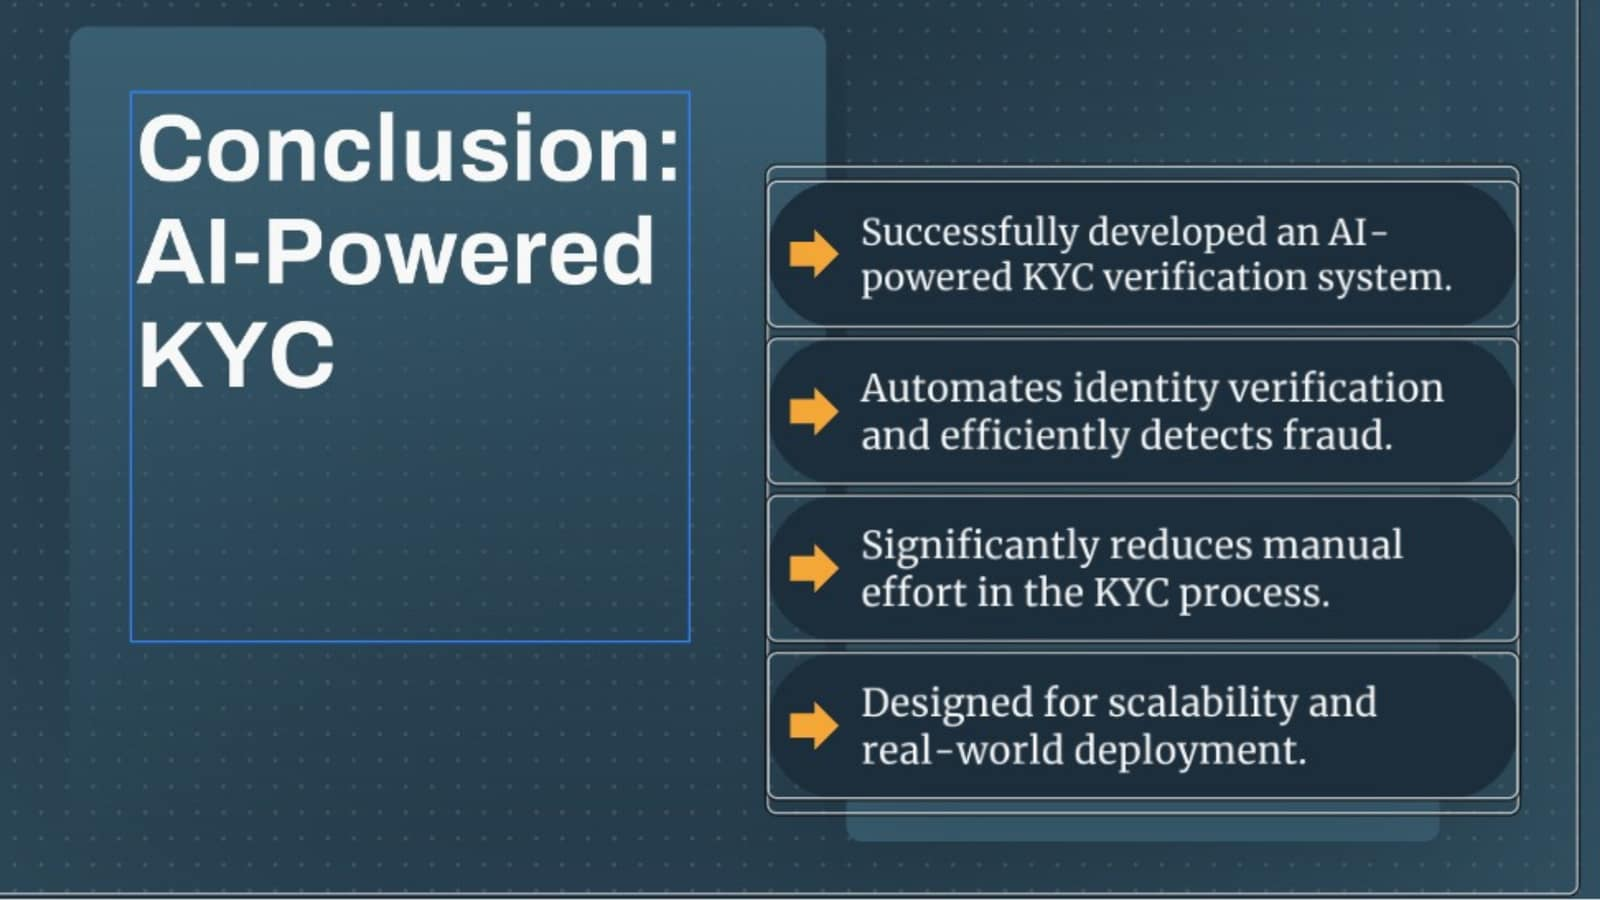 Conclusion:
AI-Powered
KYC
Successfully developed an AI-
powered KYC verification system.
Automates identity verification
and efficiently detects fraud.
Significantly reduces manual
effort in the KYC process.
Designed for scalability and
real-world deployment.